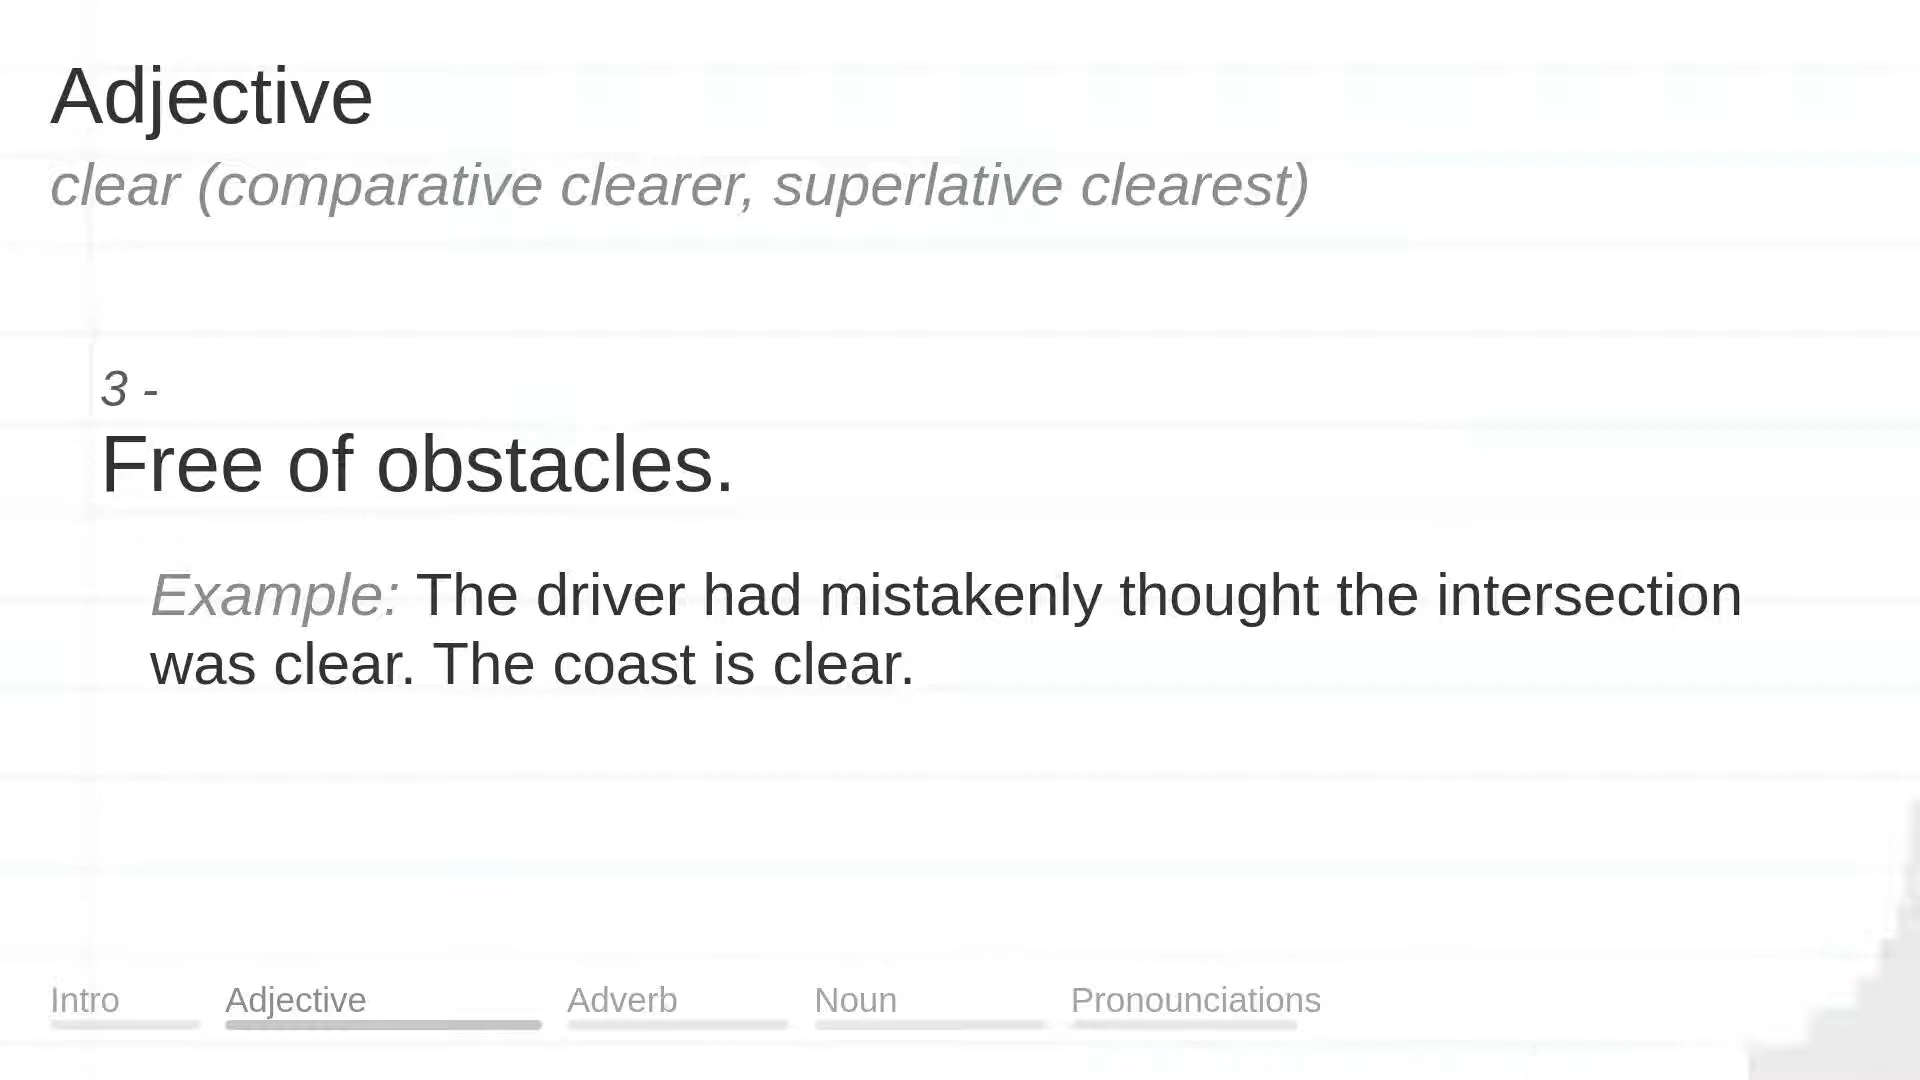 Adjective
clear (comparative clearer, superlative clearest)
3 -
Free of obstacles.
Example: The driver had mistakenly thought the intersection
was clear. The coast is clear.
Intro Adjective Adverb Noun Pronounciations